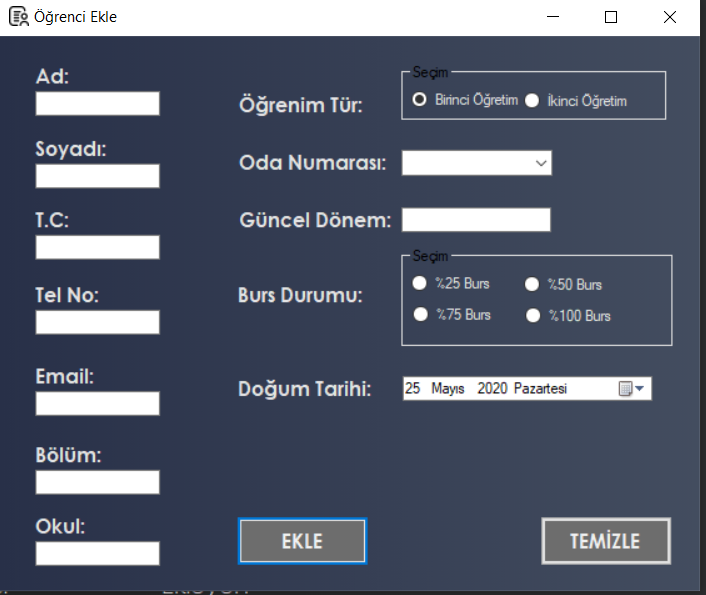 Öğrenci Ekle
Ad:
Soyadı:
T.C:
Tel No:
Email:
Bölüm:
Okul:
Öğrenim Tür:
Seçim
Birinci Öğretim
İkinci Öğretim
Oda Numarası:
Güncel Dönem:
Burs Durumu:
Seçim
%25 Burs
%50 Burs
%75 Burs
%100 Burs
Doğum Tarihi:
25 Mayıs 2020 Pazartesi
EKLE
TEMİZLE